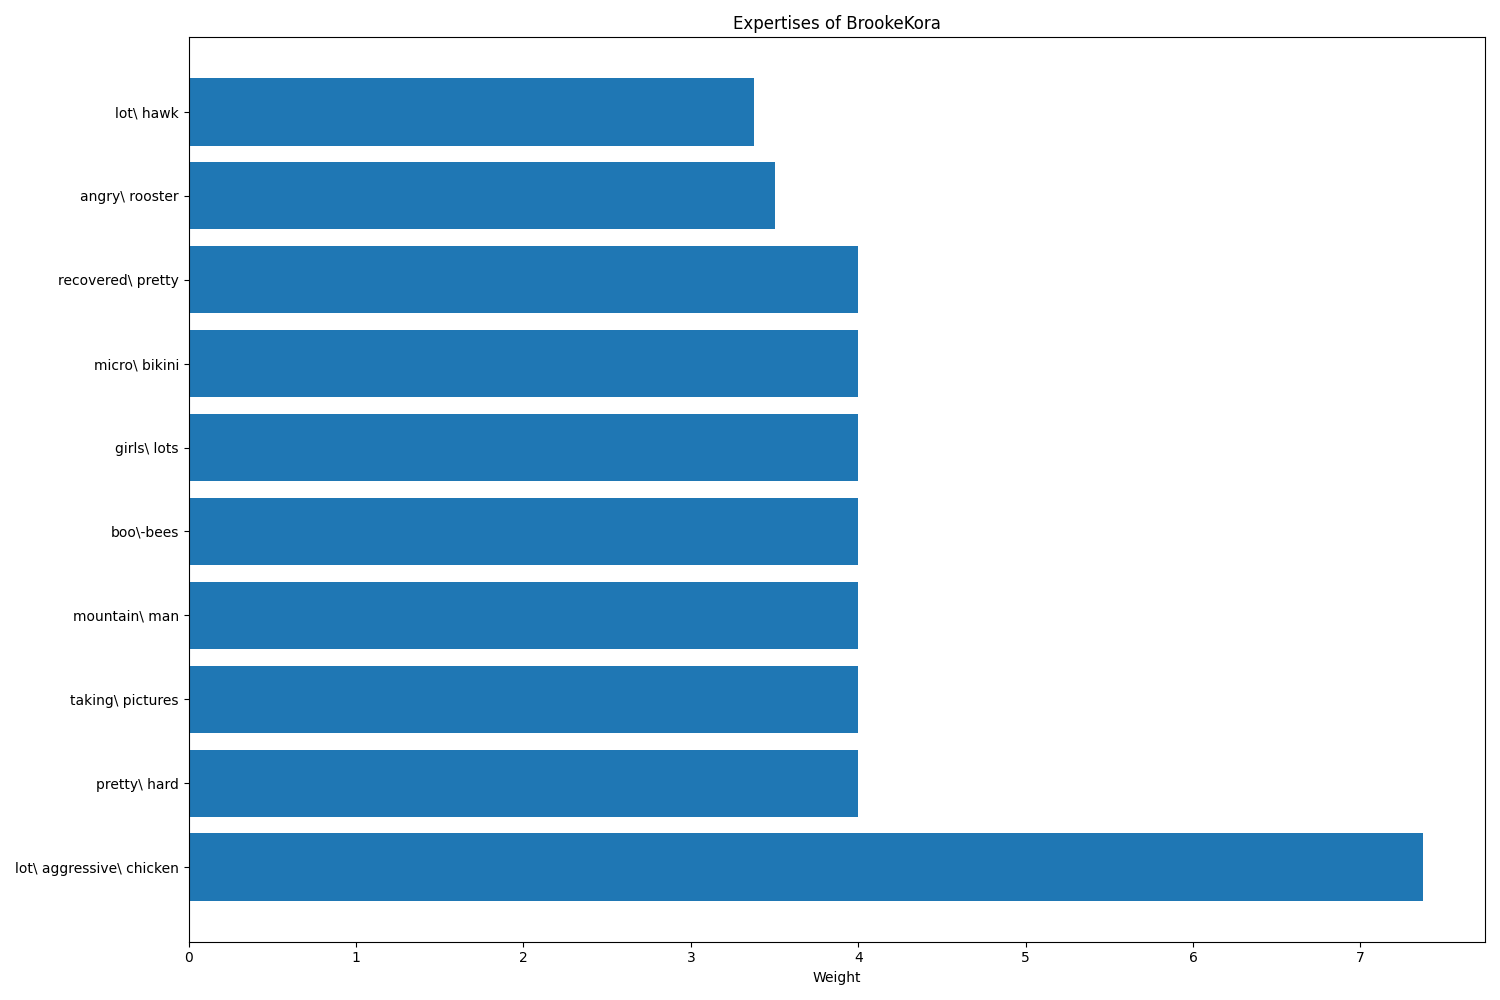 Expertises of BrookeKora
lot\ hawk
angry\ rooster
recovered\ pretty
micro\ bikini
girls\ lots
boo\-bees
mountain\ man
taking\ pictures
pretty\ hard
lot\ aggressive\ chicken
0 1 2 3 4 5 6 7
Weight